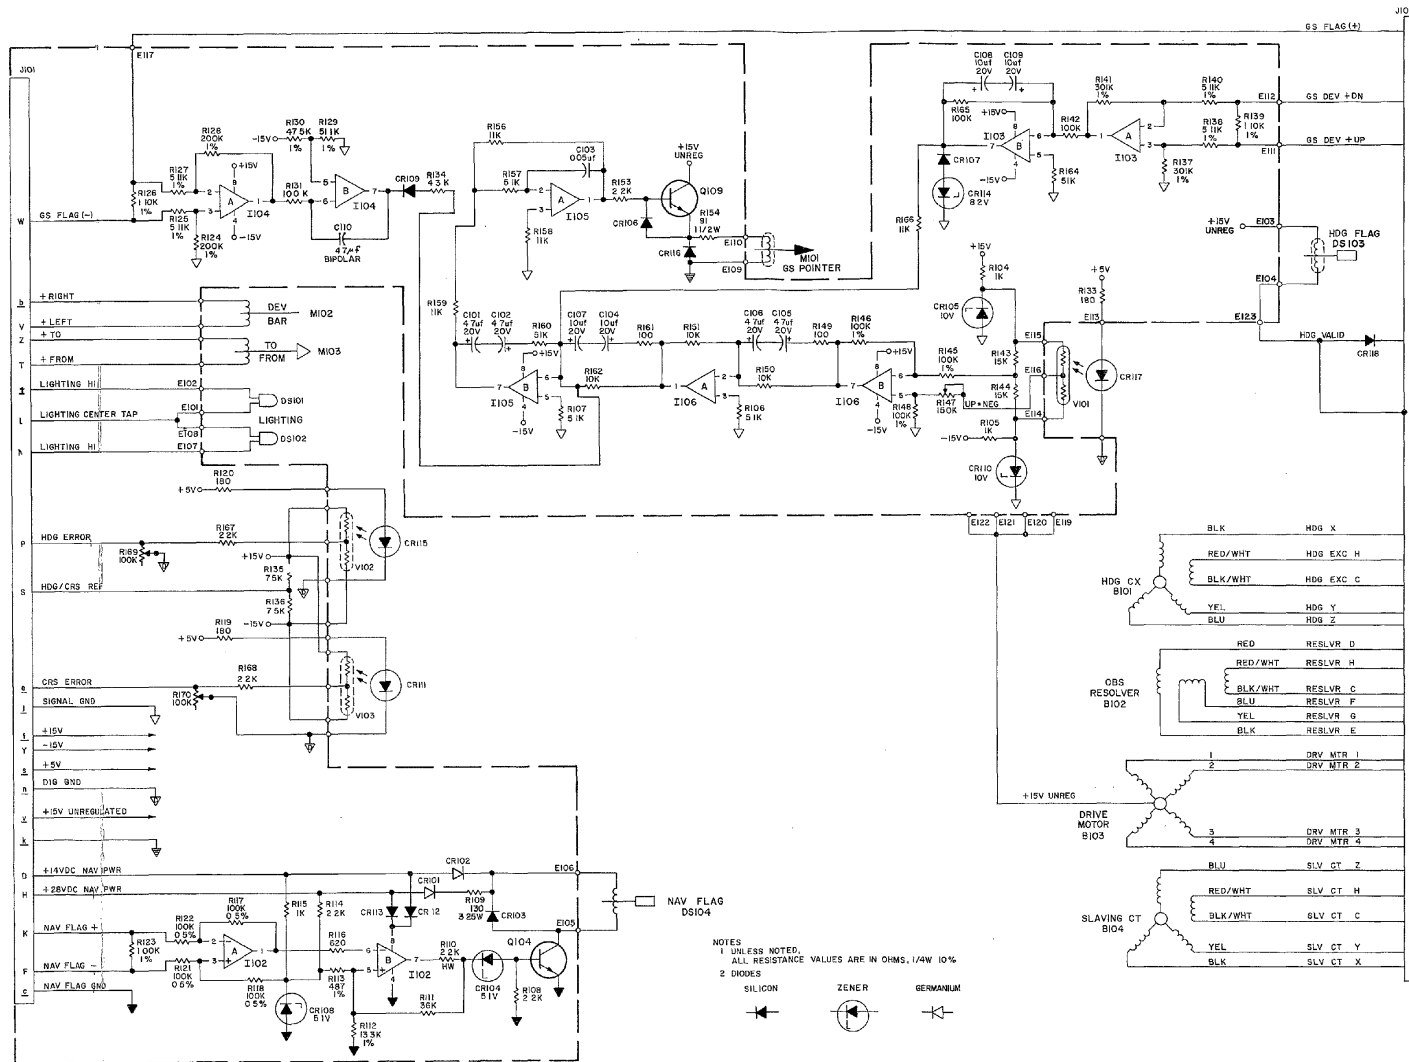 J10
GS FLAG (+)
E117
J101
C108 10uf 20V
C109 10uf 20V
R141 301K 1%
R140 5 11K 1%
E112
GS DEV +DN
R165 100K
+15V
R142 100K
I103
R138 5 11K 1%
R139 1 10K 1%
E111
GS DEV +UP
CR107
-15V
R164 51K
I103
R137 301K 1%
CR114 8 2V
R128 200K 1%
R130 47.5K 1%
R129 51 1K 1%
-15V
+15V
R127 5 11K 1%
R126 1 10K 1%
R131 100K
I104
R125 5 11K 1%
R124 200K 1%
-15V
I104
C110 47µf BIPOLAR
CR109
R134 4 3K
R156 11K
C103 005uf
R157 51K
R153 2 2K
I105
R158 11K
+15V UNREG
Q109
CR106
R154 91 11/2W
CR116
E110
E109
M101 GS POINTER
R166 11K
W
GS FLAG (-)
+15V UNREG
E103
HDG FLAG DS103
E104
E123
HDG VALID
CR118
+15V
R104 1K
CR105 10V
+5V
R133 180
E113
E115
E116
E114
V101
CR117
b
+ RIGHT
V
+ LEFT
DEV BAR
M102
Z
+ TO
T
+ FROM
TO FROM
M103
LIGHTING HI
E102
DS101
E101
LIGHTING CENTER TAP
LIGHTING
E108
DS102
LIGHTING HI
E107
R159 11K
C101 4 7uf 20V
C102 4 7uf 20V
R160 51K
C107 10uf 20V
C104 10uf 20V
R161 100
R151 10K
C106 4 7uf 20V
C105 4 7uf 20V
R149 100
R146 100K 1%
+15V
R162 10K
R150 10K
+15V
R145 100K 1%
R143 15K
R144 15K
I105
-15V
R107 5 1K
I106
R106 5 1K
I106
-15V
R148 100K 1%
R147 150K
UP=NEG
-15V
R105 1K
CR110 10V
R120 180
+5V
E122
E121
E120
E119
P
HDG ERROR
R167 2 2K
R169 100K
+15V
R135 75K
V102
CR115
S
HDG/CRS REF
R136 7 5K
-15V
R119 180
+5V
CRS ERROR
R168 2 2K
R170 100K
V103
CR111
SIGNAL GND
+15V
Y
-15V
+5V
DIG GND
+15V UNREGULATED
k
BLK
HDG X
RED/WHT
HDG EXC H
BLK/WHT
HDG EXC C
HDG CX B101
YEL
HDG Y
BLU
HDG Z
RED
RESLVR D
RED/WHT
RESLVR H
BLK/WHT
RESLVR C
OBS RESOLVER B102
BLU
RESLVR F
YEL
RESLVR G
BLK
RESLVR E
1
DRV MTR 1
2
DRV MTR 2
+15V UNREG
DRIVE MOTOR B103
3
DRV MTR 3
4
DRV MTR 4
BLU
SLV CT Z
RED/WHT
SLV CT H
BLK/WHT
SLV CT C
SLAVING CT B104
YEL
SLV CT Y
BLK
SLV CT X
D
+14VDC NAV PWR
CR102
E106
H
+28VDC NAV PWR
CR101
R109 130 3.25W
CR103
E105
NAV FLAG DS104
R117 100K 0 5%
R115 1K
R114 2 2K
CR113
CR112
K
NAV FLAG +
R122 100K 0 5%
R123 1 00K 1%
I102
R116 620
I102
R110 2 2K HW
Q104
F
NAV FLAG -
R121 100K 0 5%
R118 100K 0 5%
R113 487 1%
CR104 5 1V
R108 2 2K
NAV FLAG GND
CR108 5 1V
R111 36K
R112 13 3K 1%
NOTES
1 UNLESS NOTED,
ALL RESISTANCE VALUES ARE IN OHMS, 1/4W 10%
2 DIODES
SILICON
ZENER
GERMANIUM